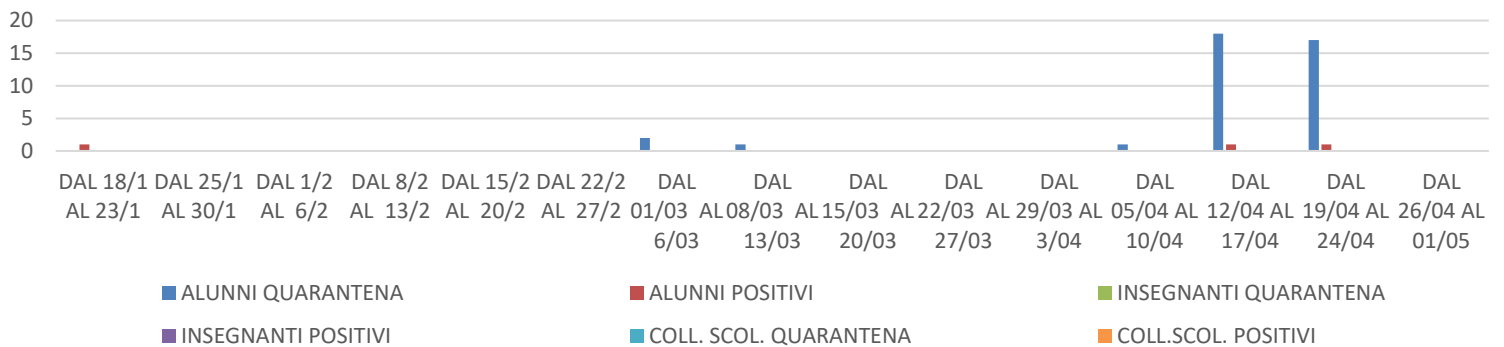 20
15
10
5
0
DAL 18/1 DAL 25/1 DAL 1/2 DAL 8/2 DAL 15/2 DAL 22/2 DAL DAL DAL DAL DAL DAL DAL DAL DAL
AL 23/1 AL 30/1 AL 6/2 AL 13/2 AL 20/2 AL 27/2 01/03 AL 08/03 AL 15/03 AL 22/03 AL 29/03 AL 05/04 AL 12/04 AL 19/04 AL 26/04 AL
6/03 13/03 20/03 27/03 3/04 10/04 17/04 24/04 01/05
ALUNNI QUARANTENA ALUNNI POSITIVI INSEGNANTI QUARANTENA
INSEGNANTI POSITIVI COLL. SCOL. QUARANTENA COLL.SCOL. POSITIVI